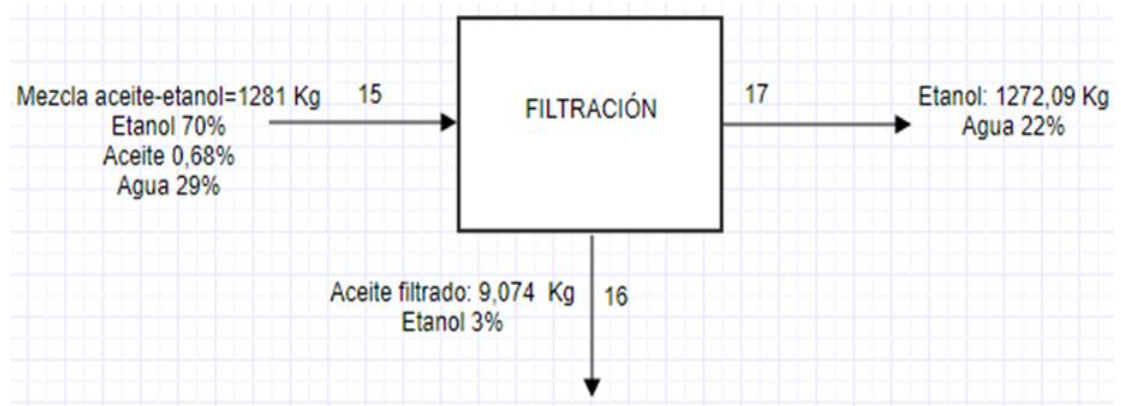 Mezcla aceite-etanol=1281 Kg
Etanol 70%
Aceite 0,68%
Agua 29%
15
FILTRACIÓN
17
Etanol: 1272,09 Kg
Agua 22%
Aceite filtrado: 9,074 Kg
Etanol 3%
16